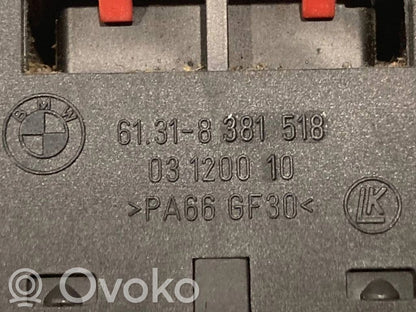 BMW
61.31-8 381 518
03 1200 10
>PA66 GF30<
LK
Ovoko